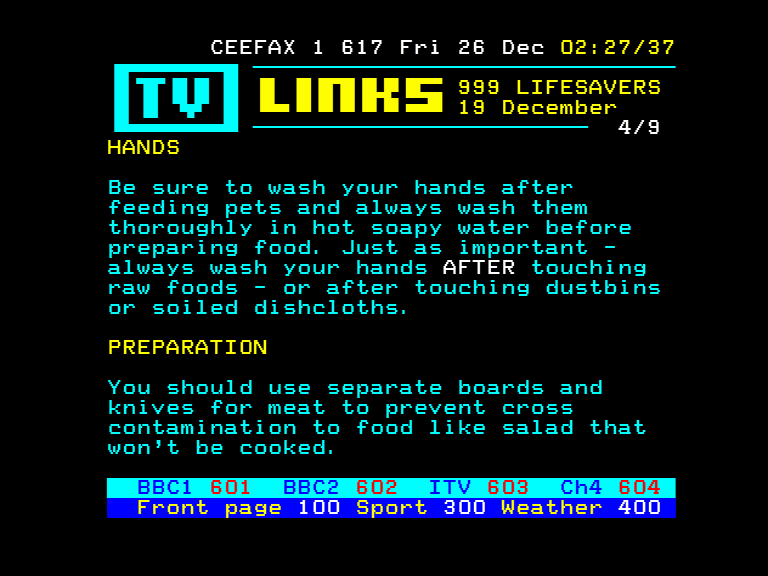 CEEFAX 1 617 Fri 26 Dec 02:27/37
TV LINKS 999 LIFESAVERS
19 December
4/9
HANDS
Be sure to wash your hands after
feeding pets and always wash them
thoroughly in hot soapy water before
preparing food. Just as important -
always wash your hands AFTER touching
raw foods - or after touching dustbins
or soiled dishcloths.
PREPARATION
You should use separate boards and
knives for meat to prevent cross
contamination to food like salad that
won't be cooked.
BBC1 601 BBC2 602 ITV 603 Ch4 604
Front page 100 Sport 300 Weather 400